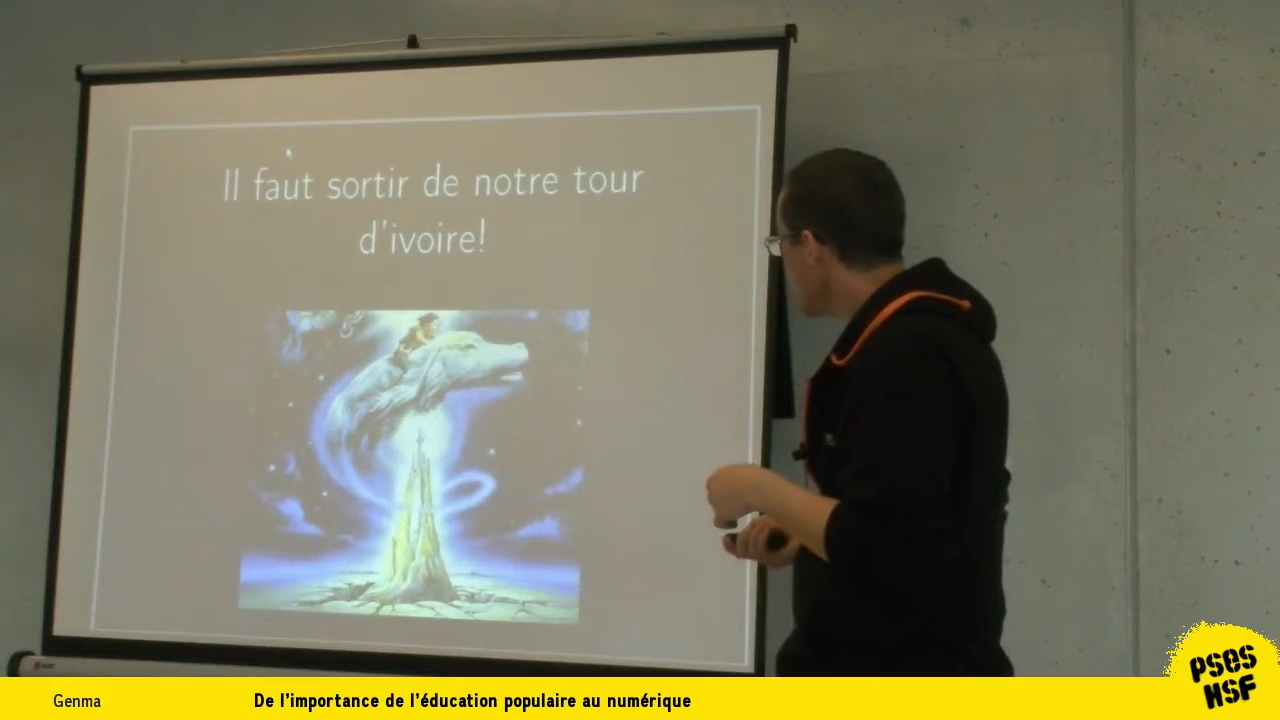 Il faut sortir de notre tour
d'ivoire!
Genma
De l'importance de l'éducation populaire au numérique
PSES
HSF